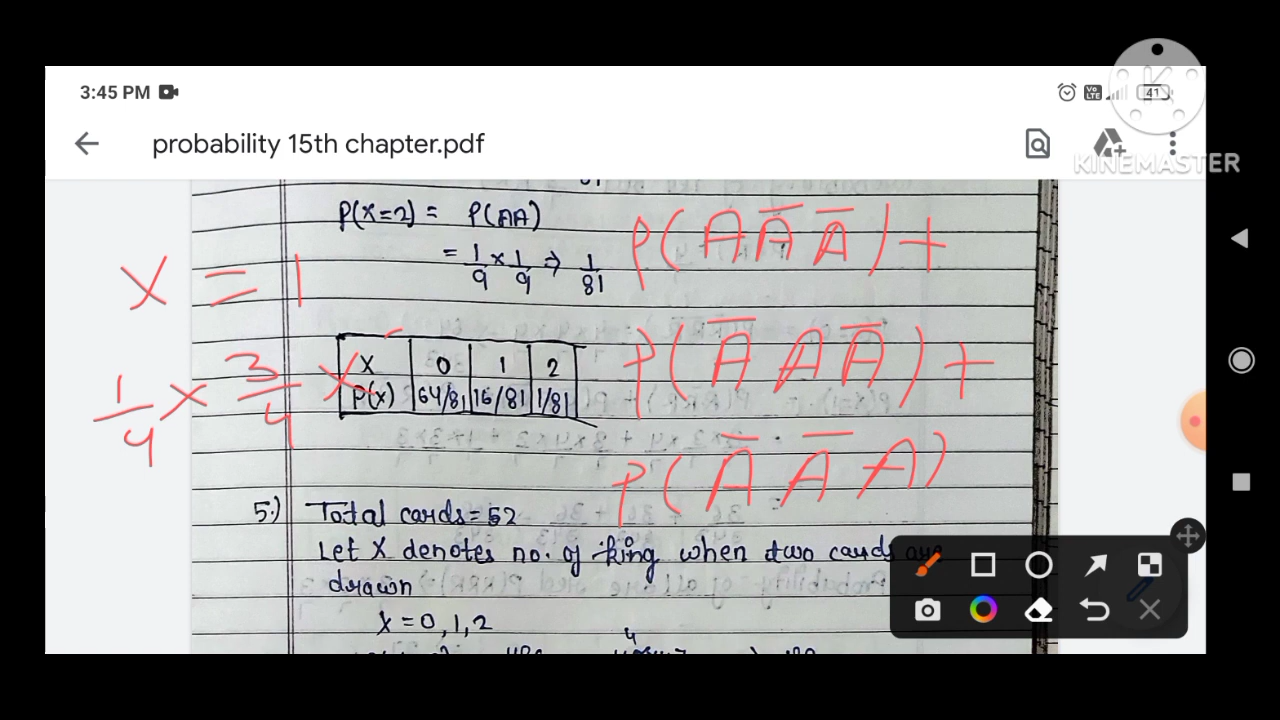 3:45 PM
41
probability 15th chapter.pdf
KINEMASTER
P(X=2) = P(AA)
= 1/9 × 1/9 ⇒ 1/81
P(A A̅ A̅) +
X = 1
P(A̅ A A̅) +
X 0 1 2
P(x) 64/81 16/81 1/81
1/4 × 3/4 ×
P(A̅ A̅ A)
5.) Total cards = 52
Let X denotes no. of king when two cards are
drawn
X = 0, 1, 2